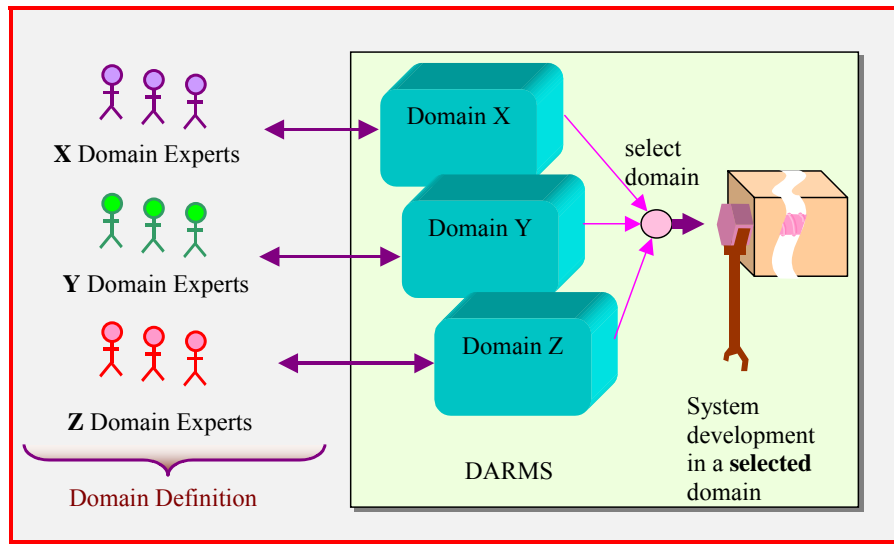 X Domain Experts
Y Domain Experts
Z Domain Experts
Domain Definition
Domain X
Domain Y
Domain Z
DARMS
select
domain
System
development
in a selected
domain